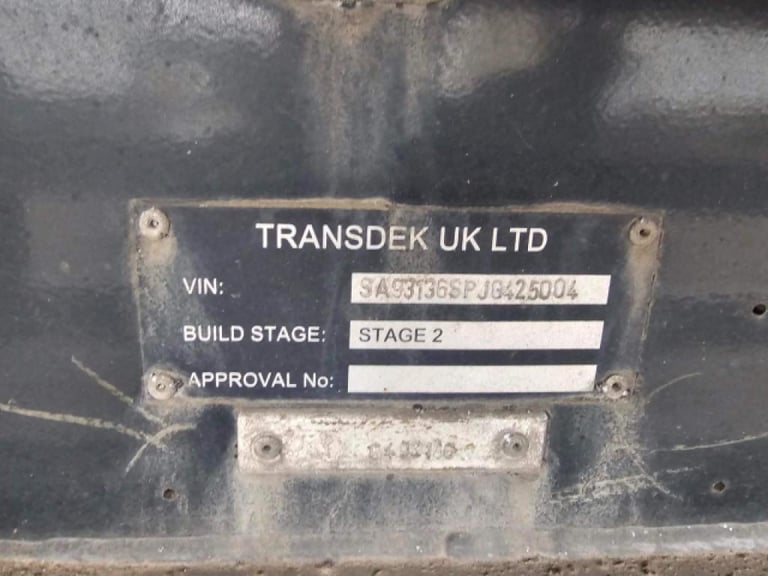 TRANSDEK UK LTD
VIN: SA93136SPJG425004
BUILD STAGE: STAGE 2
APPROVAL No: